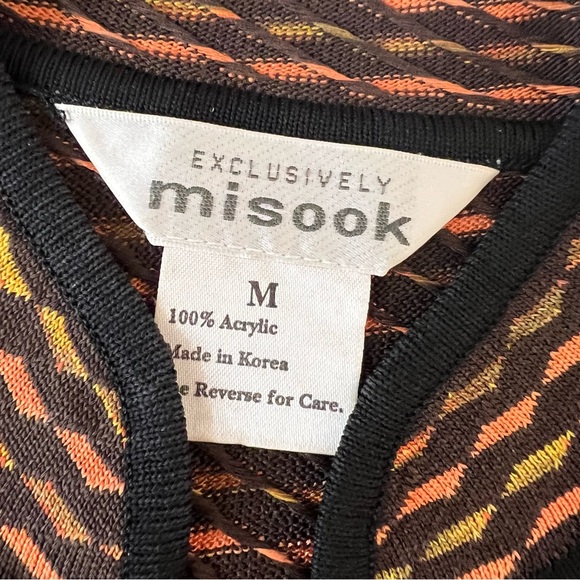 EXCLUSIVELY
misook
M
100% Acrylic
Made in Korea
Reverse for Care.